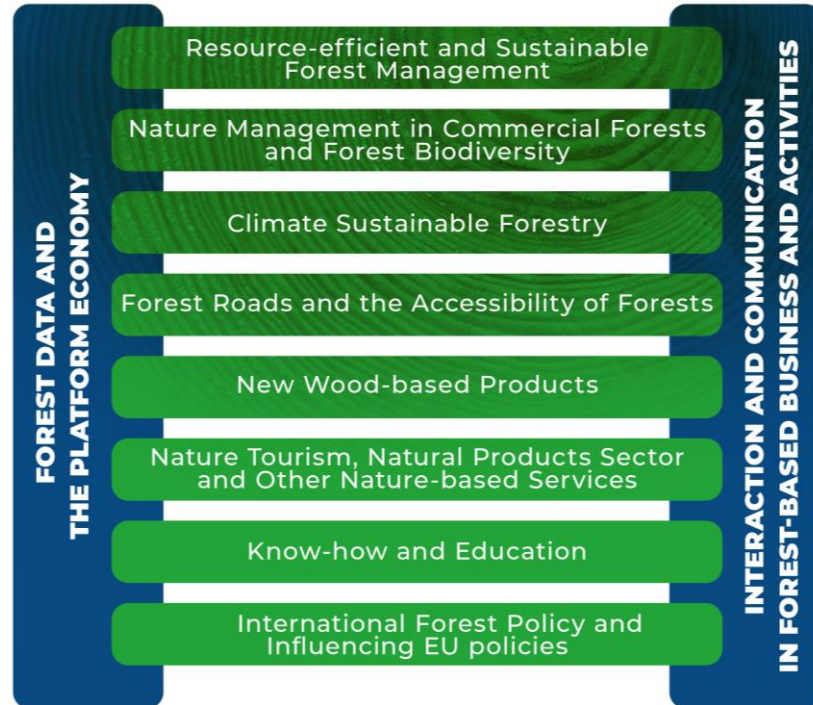 FOREST DATA AND
THE PLATFORM ECONOMY
Resource-efficient and Sustainable
Forest Management
Nature Management in Commercial Forests
and Forest Biodiversity
Climate Sustainable Forestry
Forest Roads and the Accessibility of Forests
New Wood-based Products
Nature Tourism, Natural Products Sector
and Other Nature-based Services
Know-how and Education
International Forest Policy and
Influencing EU policies
INTERACTION AND COMMUNICATION
IN FOREST-BASED BUSINESS AND ACTIVITIES